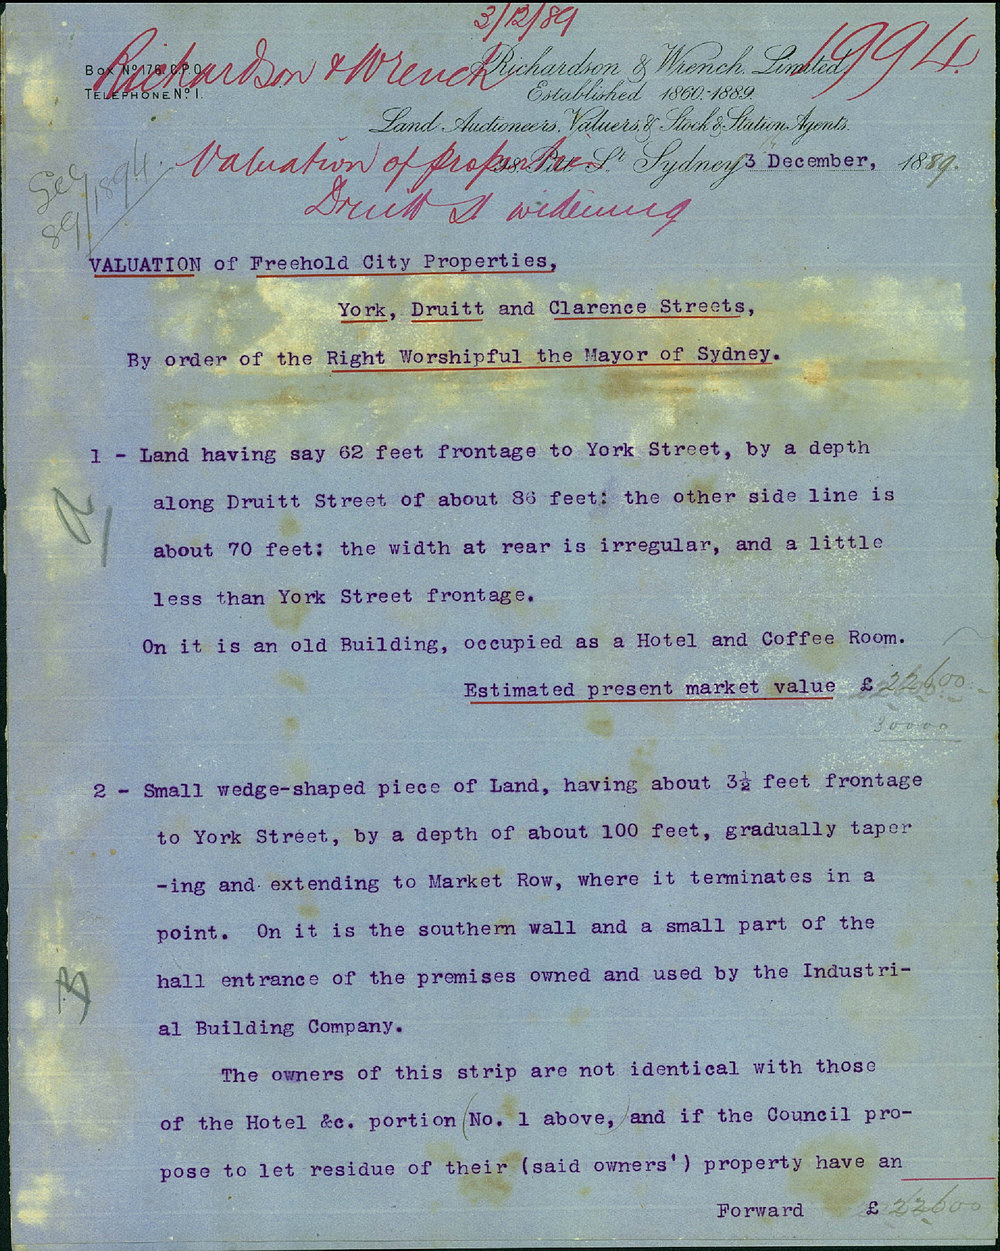 3/12/89
Richardson & Wrench
1994.
Box No. 176. G.P.O.
Telephone No. 1.
Richardson & Wrench, Limited,
Established 1860.-1889.
Land Auctioneers, Valuers, & Stock & Station Agents.
Valuation of properties
Pitt St. Sydney 3 December, 1889.
Druitt St widening
89/1894.
VALUATION of Freehold City Properties,
York, Druitt and Clarence Streets,
By order of the Right Worshipful the Mayor of Sydney.
1 - Land having say 62 feet frontage to York Street, by a depth
along Druitt Street of about 86 feet: the other side line is
about 70 feet: the width at rear is irregular, and a little
less than York Street frontage.
On it is an old Building, occupied as a Hotel and Coffee Room.
Estimated present market value £ 22600
30000
2 - Small wedge-shaped piece of Land, having about 3½ feet frontage
to York Street, by a depth of about 100 feet, gradually taper
-ing and extending to Market Row, where it terminates in a
point. On it is the southern wall and a small part of the
hall entrance of the premises owned and used by the Industri-
B
al Building Company.
The owners of this strip are not identical with those
of the Hotel &c. portion (No. 1 above,) and if the Council pro-
pose to let residue of their (said owners') property have an
Forward £ 22600